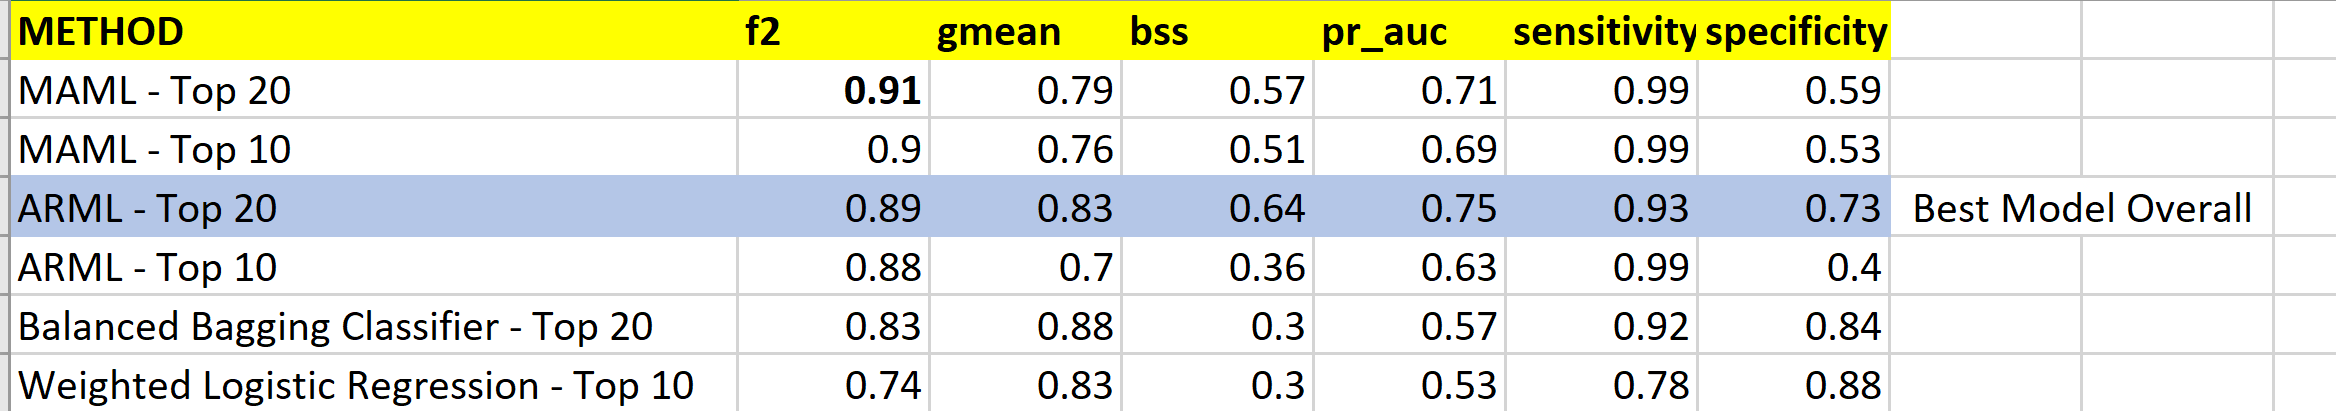 METHOD f2 gmean bss pr_auc sensitivity specificity
MAML - Top 20 0.91 0.79 0.57 0.71 0.99 0.59
MAML - Top 10 0.9 0.76 0.51 0.69 0.99 0.53
ARML - Top 20 0.89 0.83 0.64 0.75 0.93 0.73 Best Model Overall
ARML - Top 10 0.88 0.7 0.36 0.63 0.99 0.4
Balanced Bagging Classifier - Top 20 0.83 0.88 0.3 0.57 0.92 0.84
Weighted Logistic Regression - Top 10 0.74 0.83 0.3 0.53 0.78 0.88